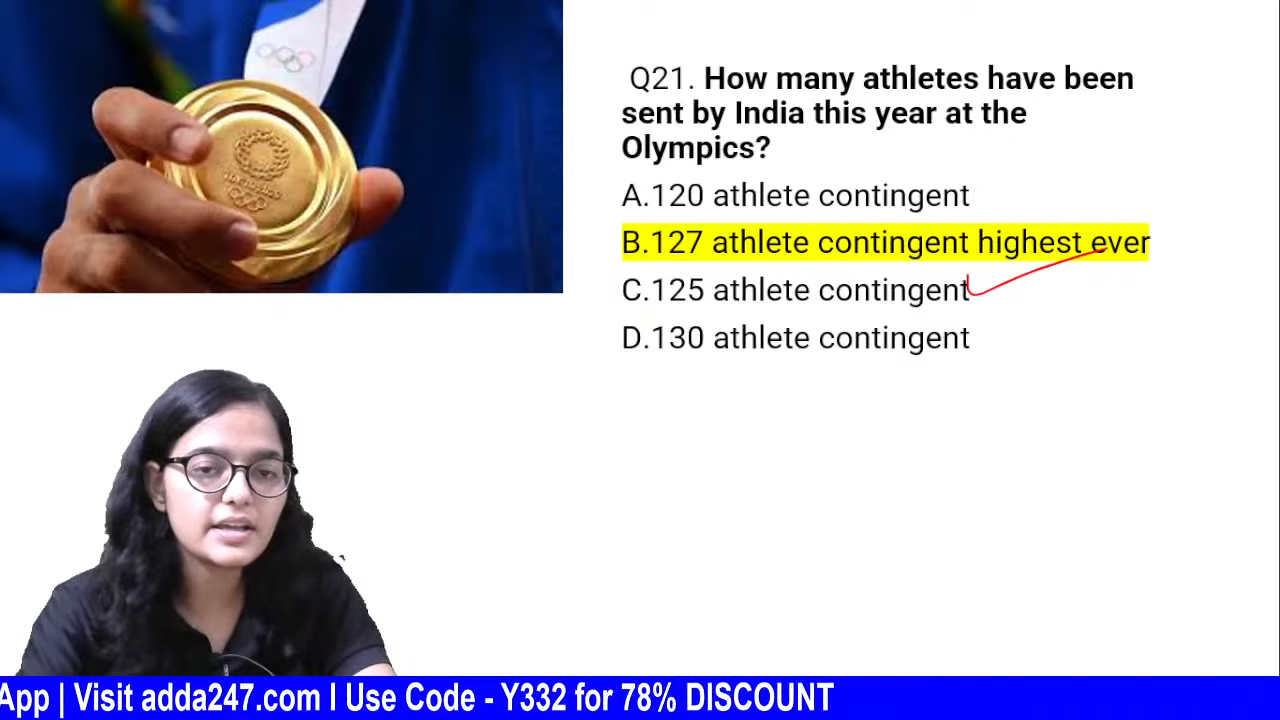 Q21. How many athletes have been
sent by India this year at the
Olympics?
A.120 athlete contingent
B.127 athlete contingent highest ever
C.125 athlete contingent
D.130 athlete contingent
App | Visit adda247.com I Use Code - Y332 for 78% DISCOUNT